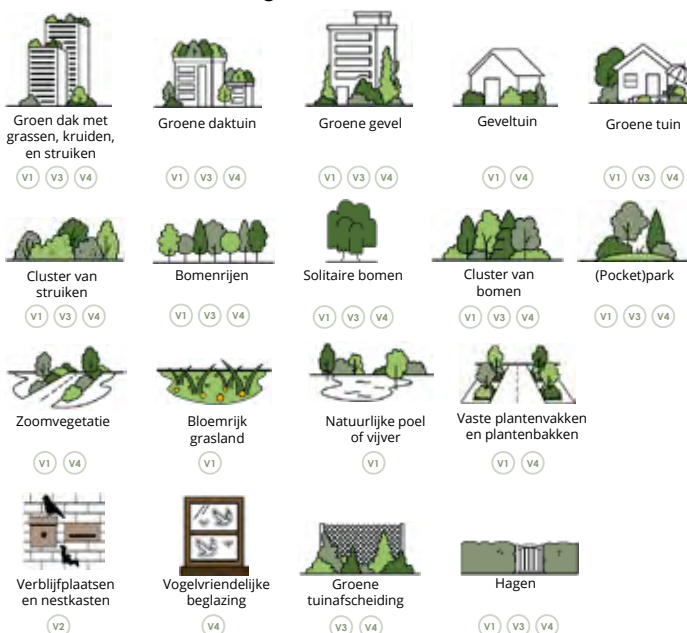 Groen dak met
grassen, kruiden,
en struiken
V1 V3 V4
Groene daktuin
V1 V3 V4
Groene gevel
V1 V3 V4
Geveltuin
V1 V4
Groene tuin
V1 V3 V4
Cluster van
struiken
V1 V3 V4
Bomenrijen
V1 V3 V4
Solitaire bomen
V1 V3 V4
Cluster van
bomen
V1 V3 V4
(Pocket)park
V1 V3 V4
Zoomvegetatie
V1 V4
Bloemrijk
grasland
V1
Natuurlijke poel
of vijver
V1
Vaste plantenvakken
en plantenbakken
V1 V4
Verblijfplaatsen
en nestkasten
V2
Vogelvriendelijke
beglazing
V4
Groene
tuinafscheiding
V3 V4
Hagen
V1 V3 V4